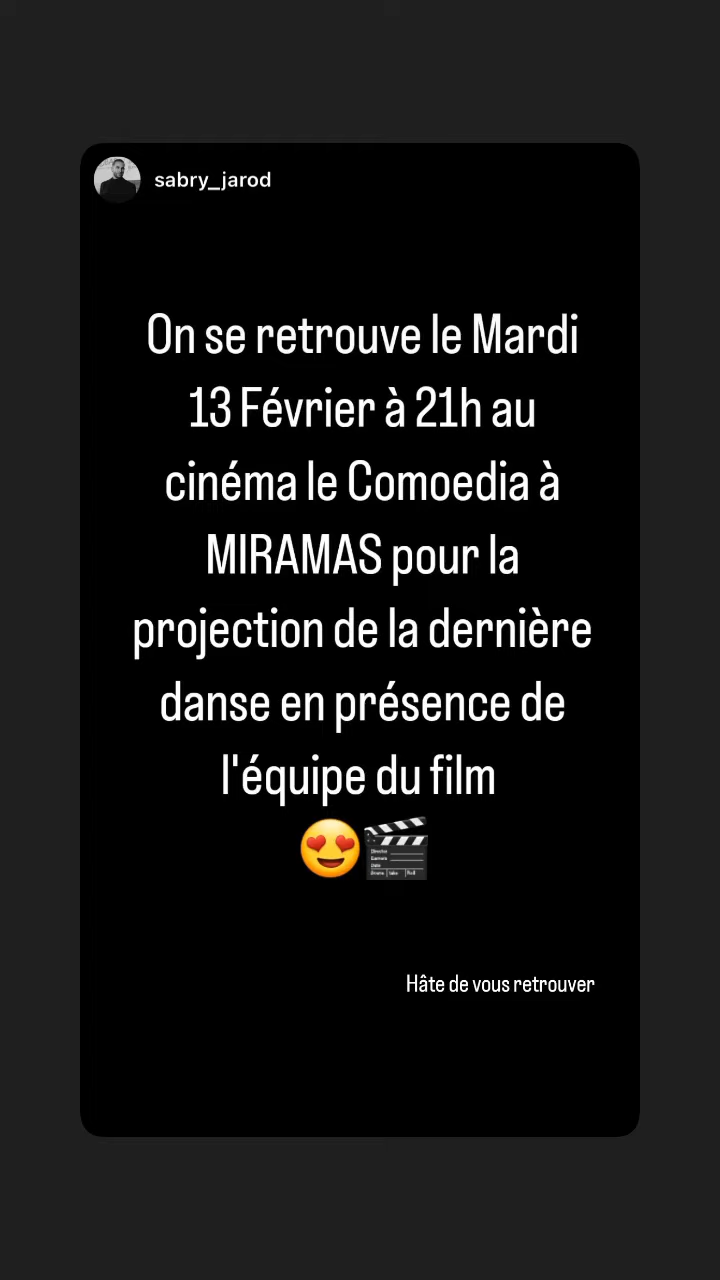 sabry_jarod
On se retrouve le Mardi
13 Février à 21h au
cinéma le Comoedia à
MIRAMAS pour la
projection de la dernière
danse en présence de
l'équipe du film
😍🎬
Hâte de vous retrouver